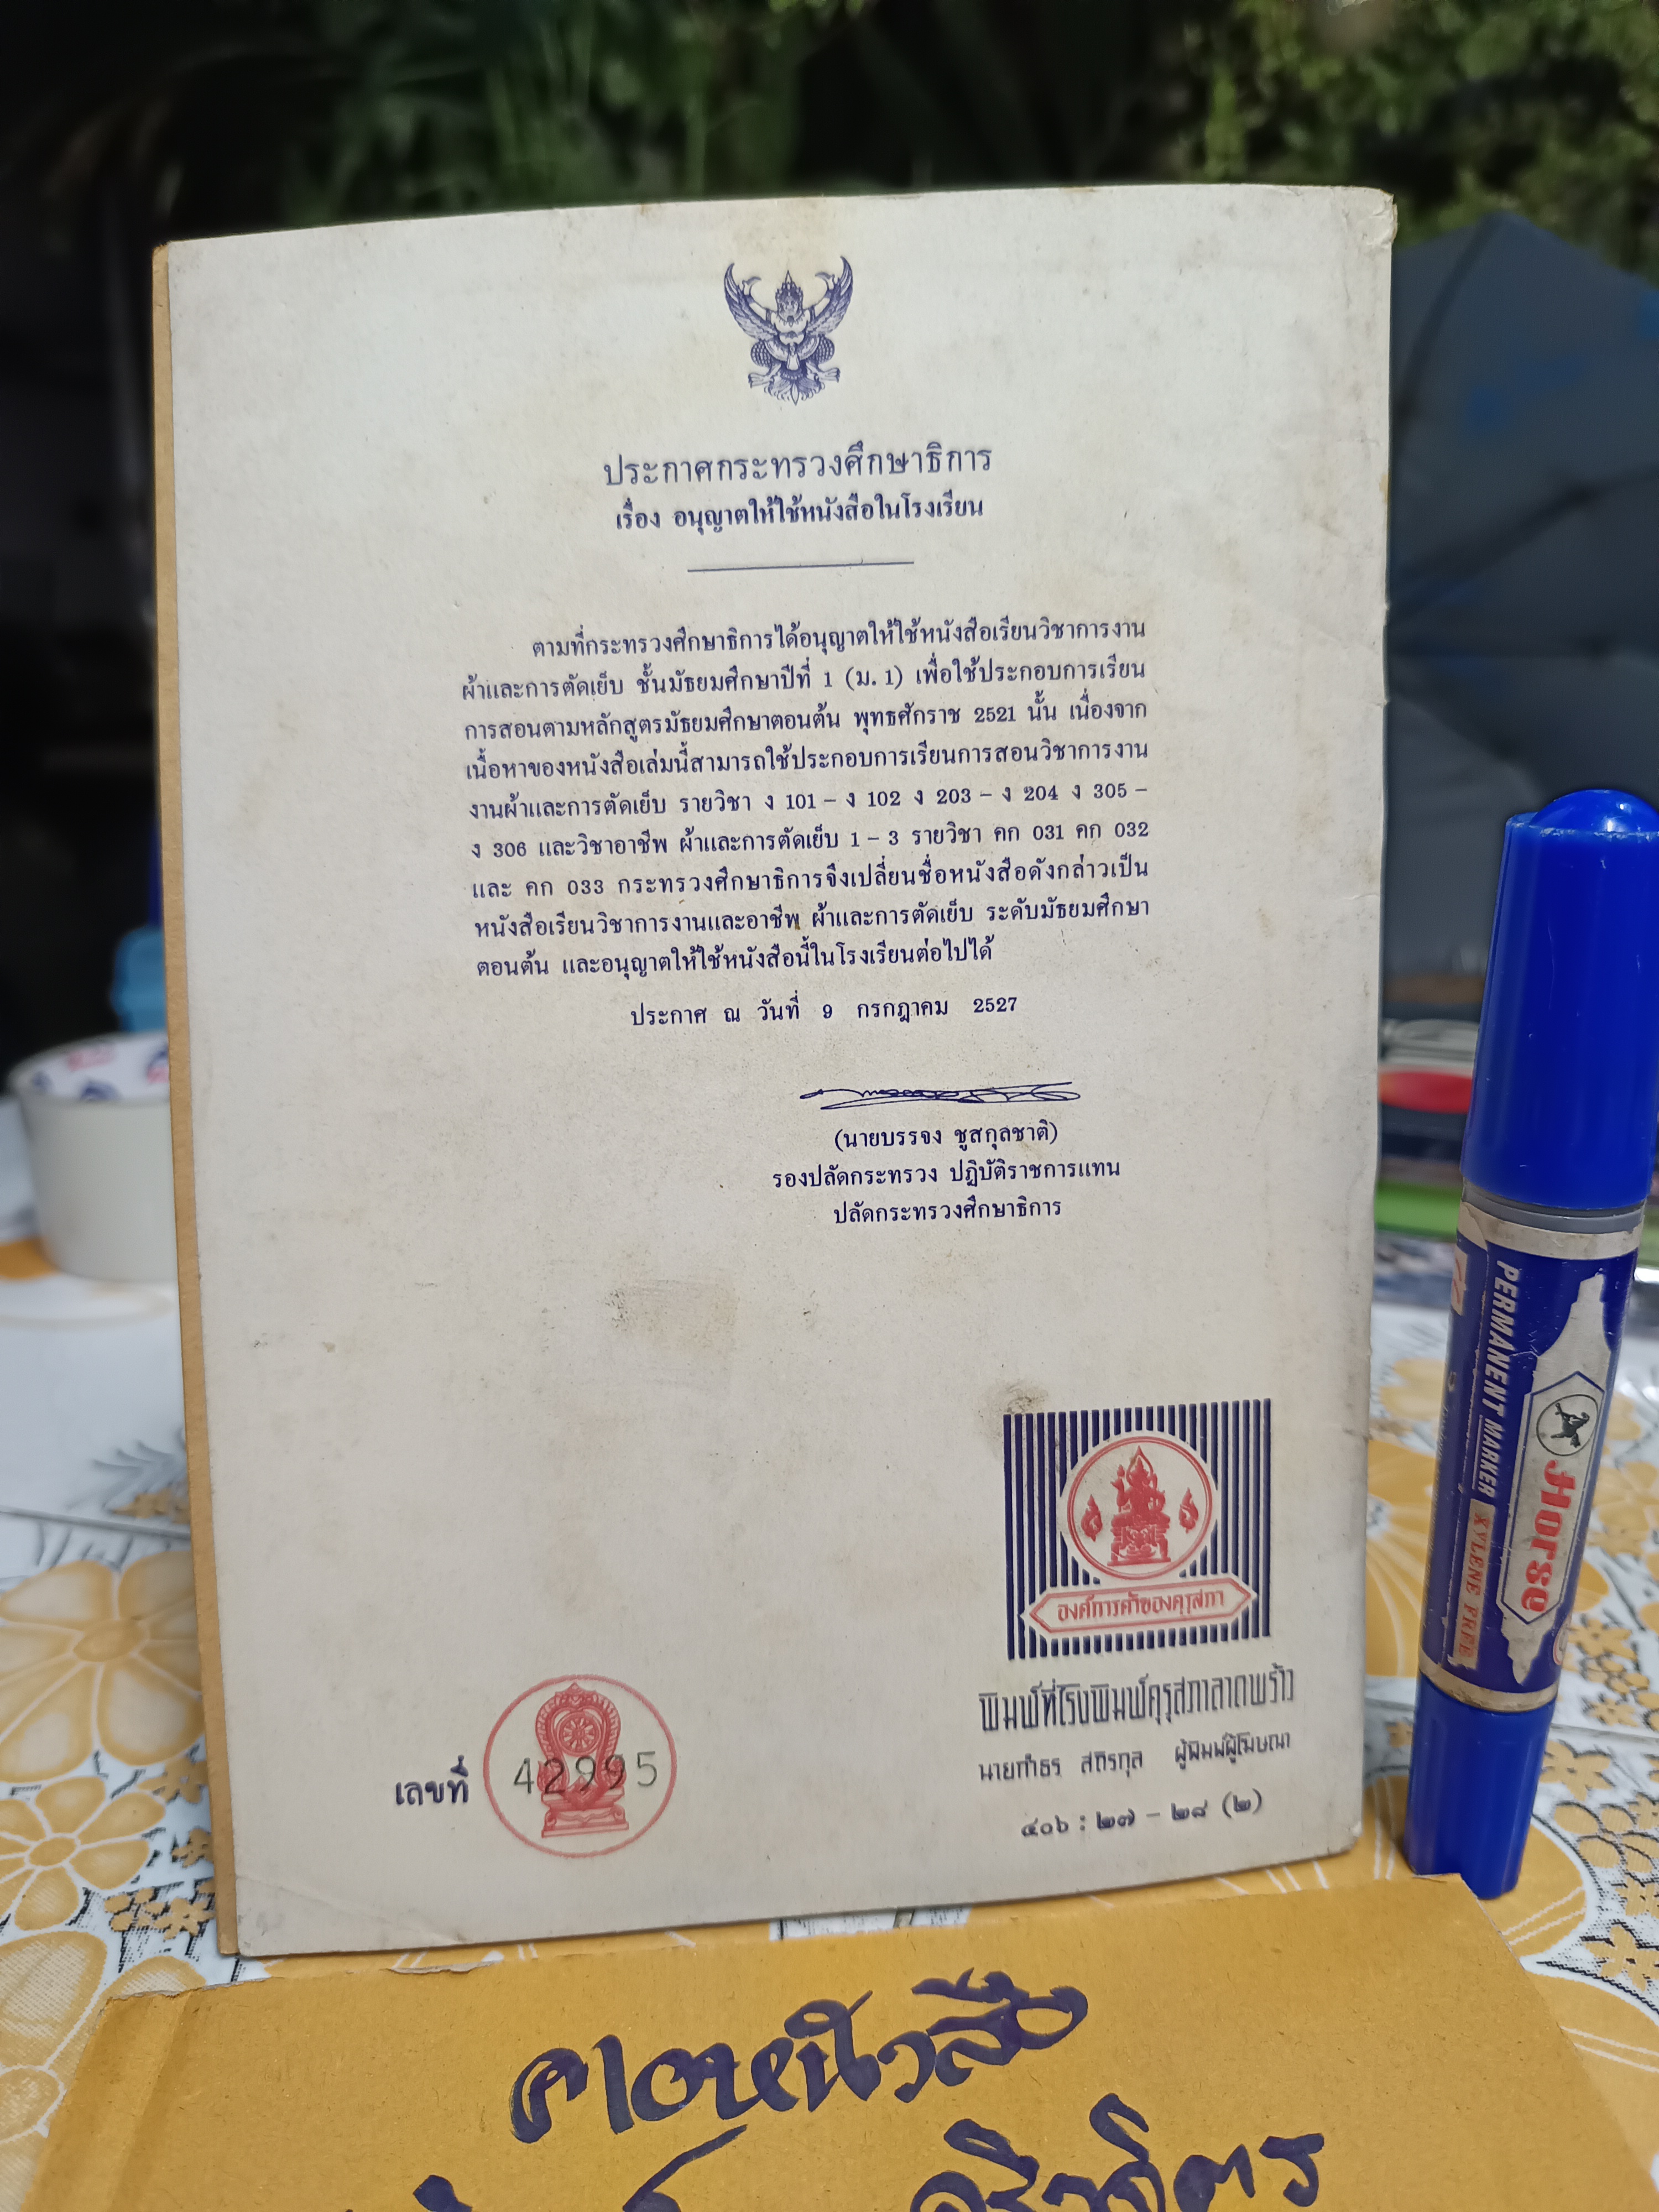 ประกาศกระทรวงศึกษาธิการ
เรื่อง อนุญาตให้ใช้หนังสือในโรงเรียน
ตามที่กระทรวงศึกษาธิการได้อนุญาตให้ใช้หนังสือเรียนวิชาการงาน
ผ้าและการตัดเย็บ ชั้นมัธยมศึกษาปีที่ 1 (ม. 1) เพื่อใช้ประกอบการเรียน
การสอนตามหลักสูตรมัธยมศึกษาตอนต้น พุทธศักราช 2521 นั้น เนื่องจาก
เนื้อหาของหนังสือเล่มนี้สามารถใช้ประกอบการเรียนการสอนวิชาการงาน
งานผ้าและการตัดเย็บ รายวิชา ง 101 – ง 102 ง 203 – ง 204 ง 305 –
ง 306 และวิชาอาชีพ ผ้าและการตัดเย็บ 1 – 3 รายวิชา คก 031 คก 032
และ คก 033 กระทรวงศึกษาธิการจึงเปลี่ยนชื่อหนังสือดังกล่าวเป็น
หนังสือเรียนวิชาการงานและอาชีพ ผ้าและการตัดเย็บ ระดับมัธยมศึกษา
ตอนต้น และอนุญาตให้ใช้หนังสือนี้ในโรงเรียนต่อไปได้
ประกาศ ณ วันที่ 9 กรกฎาคม 2527
(นายบรรจง ชูสกุลชาติ)
รองปลัดกระทรวง ปฏิบัติราชการแทน
ปลัดกระทรวงศึกษาธิการ
องค์การค้าของคุรุสภา
พิมพ์ที่โรงพิมพ์คุรุสภาลาดพร้าว
นายกำธร สถิรกุล ผู้พิมพ์ผู้โฆษณา
๔๐๖ : ๒๗ – ๒๘ (๒)
เลขที่ 42995
PERMANENT MARKER
XYLENE FREE
Horse